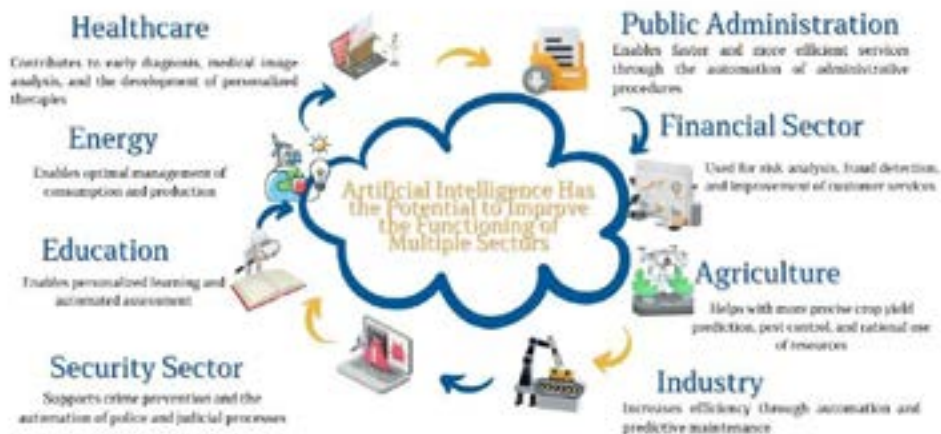 Healthcare
Contributes to early diagnosis, medical image
analysis, and the development of personalized
therapies
Public Administration
Enables faster and more efficient services
through the automation of administrative
procedures
Energy
Enables optimal management of
consumption and production
Financial Sector
Used for risk analysis, fraud detection,
and improvement of customer services
Artificial Intelligence Has
the Potential to Improve
the Functioning of
Multiple Sectors
Education
Enables personalized learning and
automated assessment
Agriculture
Helps with more precise crop yield
prediction, pest control, and rational use
of resources
Security Sector
Supports crime prevention and the
automation of police and judicial processes
Industry
Increases efficiency through automation and
predictive maintenance